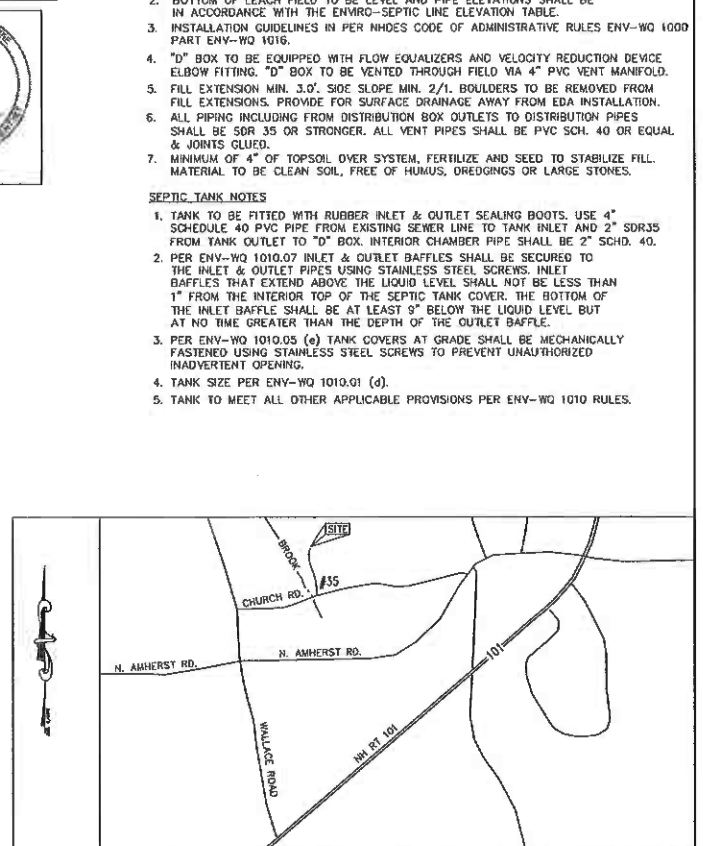 2. BOTTOM OF LEACH FIELD TO BE LEVEL AND PIPE ELEVATIONS SHALL BE
IN ACCORDANCE WITH THE ENVIRO-SEPTIC LINE ELEVATION TABLE.
3. INSTALLATION GUIDELINES IN PER NHDES CODE OF ADMINISTRATIVE RULES ENV-WQ 1000
PART ENV-WQ 1016.
4. "D" BOX TO BE EQUIPPED WITH FLOW EQUALIZERS AND VELOCITY REDUCTION DEVICE
ELBOW FITTING. "D" BOX TO BE VENTED THROUGH FIELD VIA 4" PVC VENT MANIFOLD.
5. FILL EXTENSION MIN. 3.0'. SIDE SLOPE MIN. 2/1. BOULDERS TO BE REMOVED FROM
FILL EXTENSIONS. PROVIDE FOR SURFACE DRAINAGE AWAY FROM EDA INSTALLATION.
6. ALL PIPING INCLUDING FROM DISTRIBUTION BOX OUTLETS TO DISTRIBUTION PIPES
SHALL BE SDR 35 OR STRONGER. ALL VENT PIPES SHALL BE PVC SCH. 40 OR EQUAL
& JOINTS GLUED.
7. MINIMUM OF 4" OF TOPSOIL OVER SYSTEM, FERTILIZE AND SEED TO STABILIZE FILL.
MATERIAL TO BE CLEAN SOIL, FREE OF HUMUS, DREDGINGS OR LARGE STONES.
SEPTIC TANK NOTES
1. TANK TO BE FITTED WITH RUBBER INLET & OUTLET SEALING BOOTS. USE 4"
SCHEDULE 40 PVC PIPE FROM EXISTING SEWER LINE TO TANK INLET AND 2" SDR35
FROM TANK OUTLET TO "D" BOX. INTERIOR CHAMBER PIPE SHALL BE 2" SCHD. 40.
2. PER ENV-WQ 1010.07 INLET & OUTLET BAFFLES SHALL BE SECURED TO
THE INLET & OUTLET PIPES USING STAINLESS STEEL SCREWS. INLET
BAFFLES THAT EXTEND ABOVE THE LIQUID LEVEL SHALL NOT BE LESS THAN
1" FROM THE INTERIOR TOP OF THE SEPTIC TANK COVER. THE BOTTOM OF
THE INLET BAFFLE SHALL BE AT LEAST 9" BELOW THE LIQUID LEVEL BUT
AT NO TIME GREATER THAN THE DEPTH OF THE OUTLET BAFFLE.
3. PER ENV-WQ 1010.05 (e) TANK COVERS AT GRADE SHALL BE MECHANICALLY
FASTENED USING STAINLESS STEEL SCREWS TO PREVENT UNAUTHORIZED
INADVERTENT OPENING.
4. TANK SIZE PER ENV-WQ 1010.01 (d).
5. TANK TO MEET ALL OTHER APPLICABLE PROVISIONS PER ENV-WQ 1010 RULES.
SITE
BROOK
#35
CHURCH RD.
N. AMHERST RD.
N. AMHERST RD.
101
NH RT 101
WALLACE ROAD